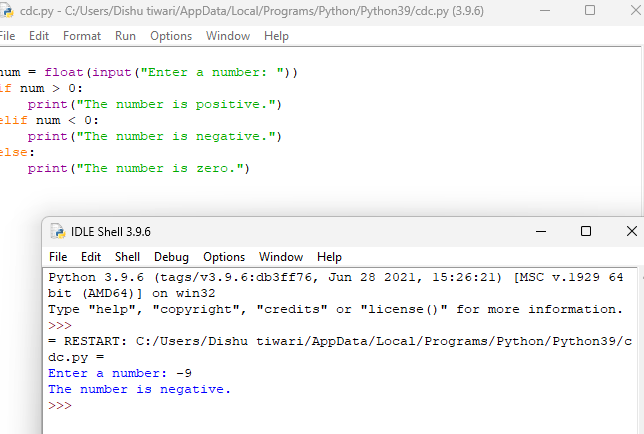 cdc.py - C:/Users/Dishu tiwari/AppData/Local/Programs/Python/Python39/cdc.py (3.9.6)
File Edit Format Run Options Window Help
num = float(input("Enter a number: "))
if num > 0:
    print("The number is positive.")
elif num < 0:
    print("The number is negative.")
else:
    print("The number is zero.")
IDLE Shell 3.9.6
File Edit Shell Debug Options Window Help
Python 3.9.6 (tags/v3.9.6:db3ff76, Jun 28 2021, 15:26:21) [MSC v.1929 64
bit (AMD64)] on win32
Type "help", "copyright", "credits" or "license()" for more information.
>>>
= RESTART: C:/Users/Dishu tiwari/AppData/Local/Programs/Python/Python39/c
dc.py =
Enter a number: -9
The number is negative.
>>>